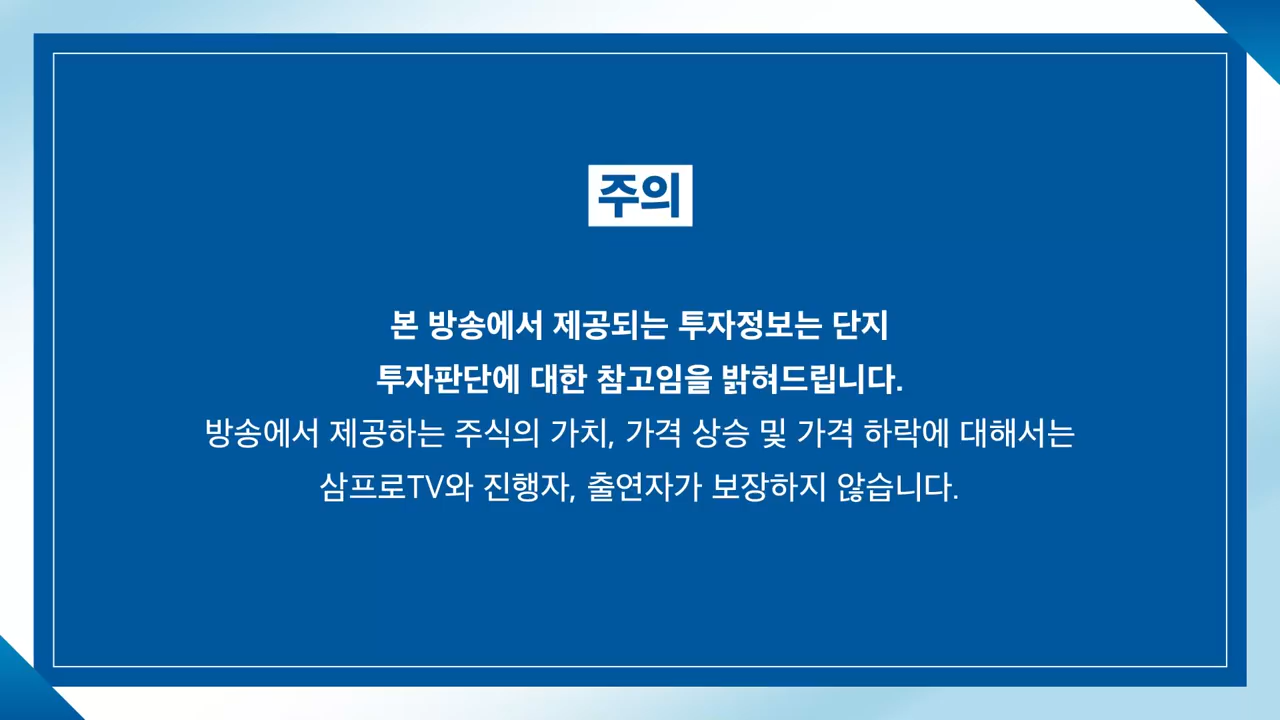 주의
본 방송에서 제공되는 투자정보는 단지
투자판단에 대한 참고임을 밝혀드립니다.
방송에서 제공하는 주식의 가치, 가격 상승 및 가격 하락에 대해서는
삼프로TV와 진행자, 출연자가 보장하지 않습니다.